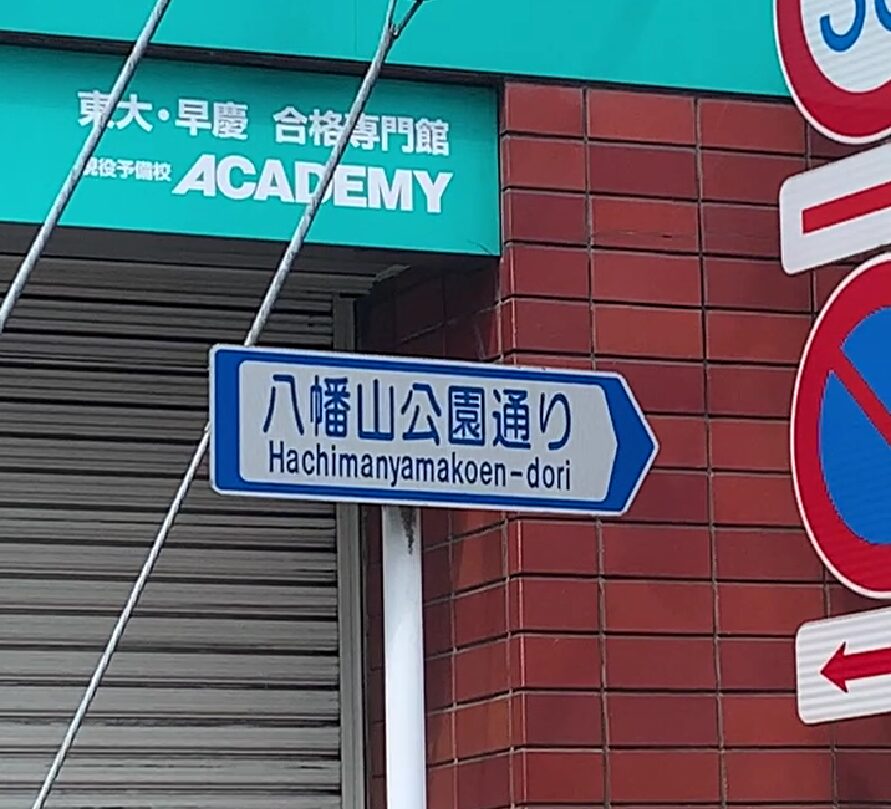 東大・早慶 合格専門館
現役予備校 ACADEMY
八幡山公園通り
Hachimanyamakoen-dori